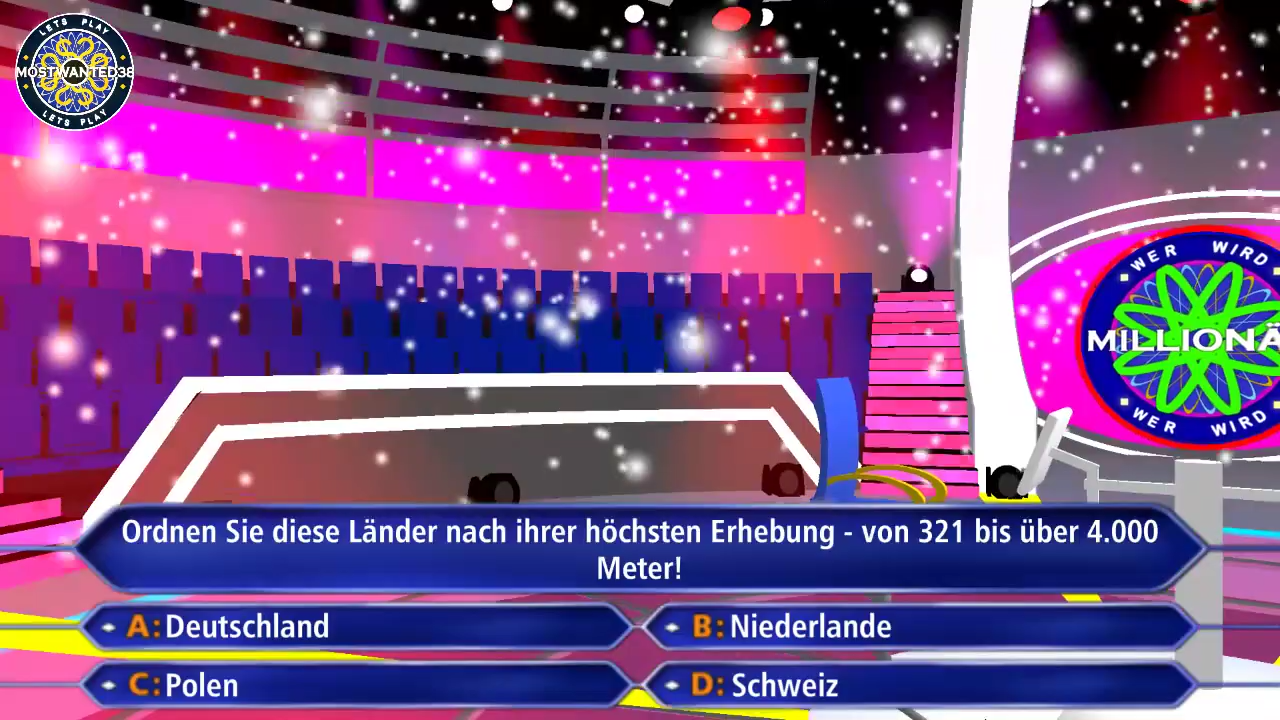 LETS PLAY
MOSTWANTED38
LETS PLAY
WER WIRD
MILLIONÄ
WER WIRD
Ordnen Sie diese Länder nach ihrer höchsten Erhebung - von 321 bis über 4.000
Meter!
A: Deutschland
B: Niederlande
C: Polen
D: Schweiz